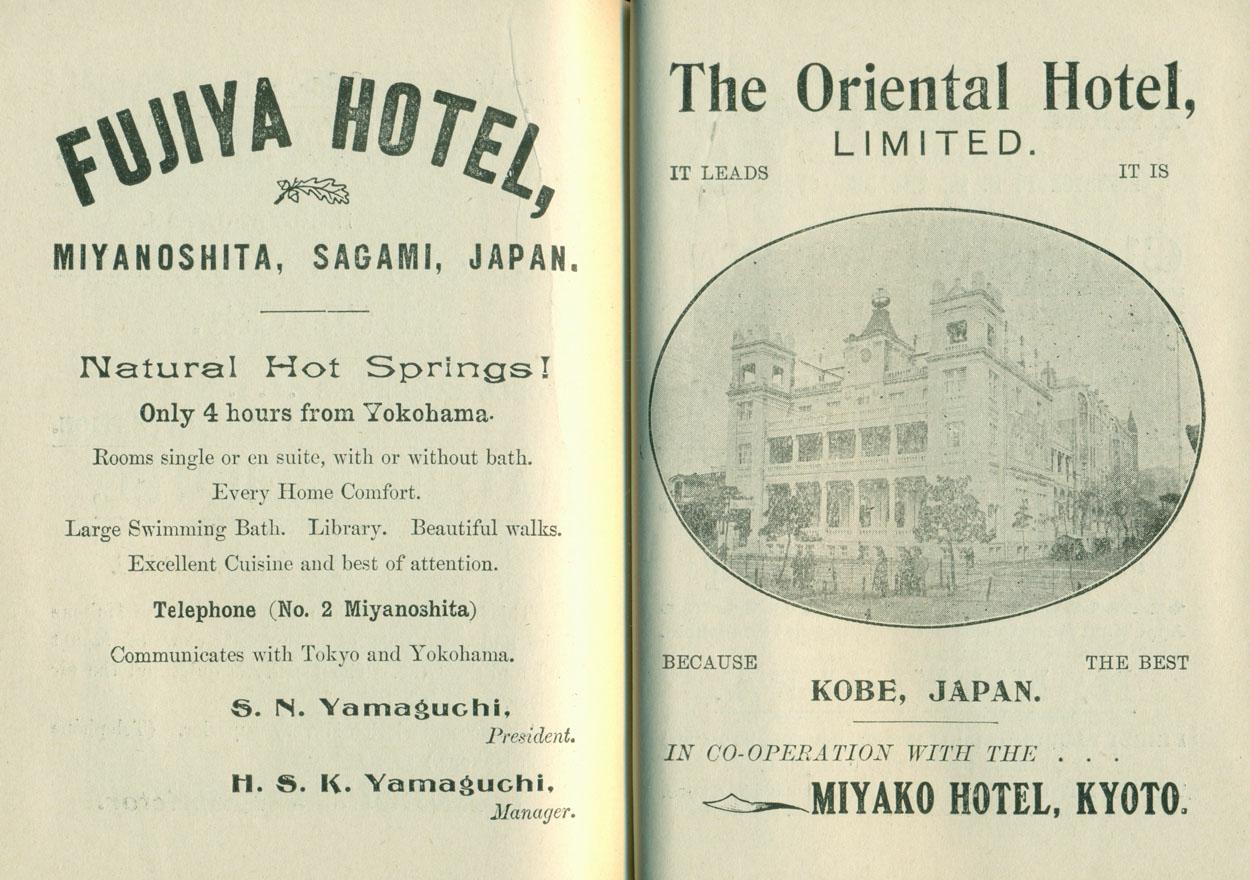 FUJIYA HOTEL,
MIYANOSHITA, SAGAMI, JAPAN.
Natural Hot Springs!
Only 4 hours from Yokohama.
Rooms single or en suite, with or without bath.
Every Home Comfort.
Large Swimming Bath. Library. Beautiful walks.
Excellent Cuisine and best of attention.
Telephone (No. 2 Miyanoshita)
Communicates with Tokyo and Yokohama.
S. N. Yamaguchi,
President.
H. S. K. Yamaguchi,
Manager.
The Oriental Hotel,
LIMITED.
IT LEADS IT IS
BECAUSE THE BEST
KOBE, JAPAN.
IN CO-OPERATION WITH THE . . .
MIYAKO HOTEL, KYOTO.